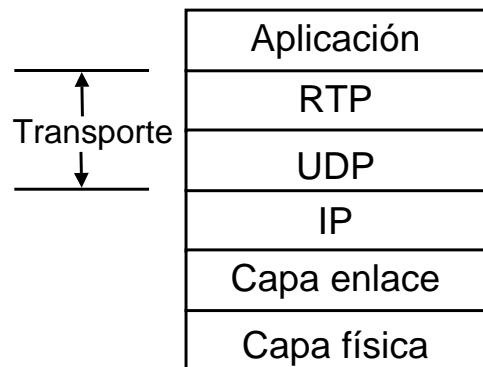 Aplicación
RTP
Transporte
UDP
IP
Capa enlace
Capa física